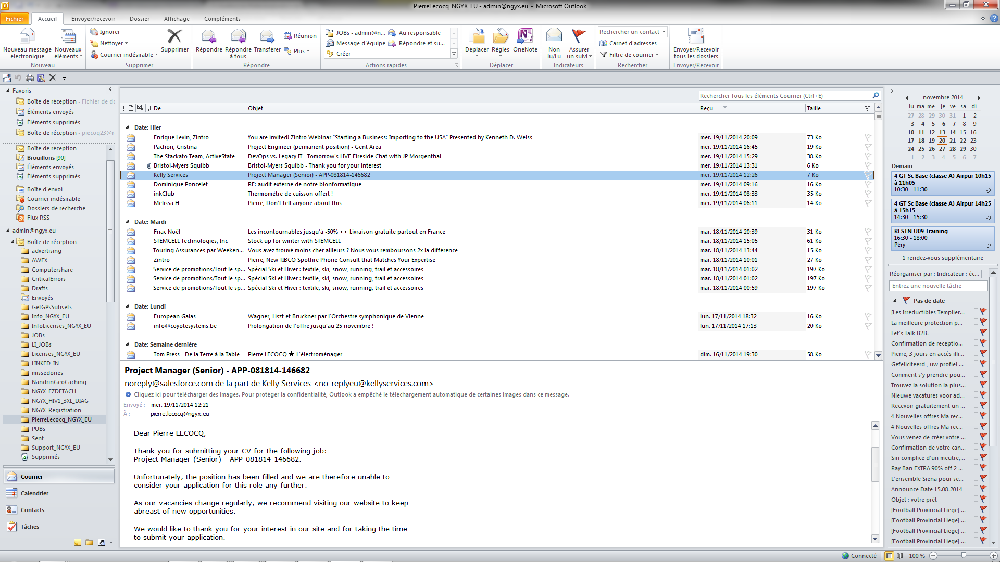 PierreLecocq_NGYX_EU - admin@ngyx.eu - Microsoft Outlook
Fichier Accueil Envoyer/recevoir Dossier Affichage Compléments
Nouveau message électronique
Nouveaux éléments
Nouveau
Ignorer
Nettoyer
Courrier indésirable
Supprimer
Supprimer
Répondre
Répondre à tous
Transférer
Réunion
Plus
Répondre
JOBs - admin@n... Au responsable
Message d'équipe Répondre et su...
Créer
Actions rapides
Déplacer
Règles
OneNote
Déplacer
Non lu/Lu
Assurer un suivi
Indicateurs
Rechercher un contact
Carnet d'adresses
Filtre de courrier
Rechercher
Envoyer/Recevoir tous les dossiers
Envoyer/Recevoir
Favoris
Boîte de réception - Fichier de do
Éléments envoyés
Éléments supprimés
Boîte de réception - piecoq23@r
Boîte de réception
Brouillons [90]
Éléments envoyés
Éléments supprimés
Boîte d'envoi
Courrier indésirable
Dossiers de recherche
Flux RSS
admin@ngyx.eu
Boîte de réception
advertising
AWEX
Computershare
CriticalErrors
Drafts
Envoyés
GetGPsSubsets
Info_NGYX_EU
InfoLicenses_NGYX_EU
JOBs
LI_JOBs
Licenses_NGYX_EU
LINKED_IN
missedones
NandrinGeoCaching
NGYX_EZDETACH
NGYX_HIV1_3XL_DIAG
NGYX_Registration
PierreLecocq_NGYX_EU
PUBs
Sent
Support_NGYX_EU
Supprimés
Courrier
Calendrier
Contacts
Tâches
Rechercher Tous les éléments Courrier (Ctrl+E)
De Objet Reçu Taille
Date: Hier
Enrique Levin, Zintro You are invited! Zintro Webinar "Starting a Business: Importing to the USA" Presented by Kenneth D. Weiss mer. 19/11/2014 20:09 73 Ko
Pachon, Cristina Project Engineer (permanent position) - Gent Area mer. 19/11/2014 16:45 19 Ko
The Stackato Team, ActiveState DevOps vs. Legacy IT - Tomorrow's LIVE Fireside Chat with JP Morgenthal mer. 19/11/2014 15:29 38 Ko
Bristol-Myers Squibb Bristol-Myers Squibb - Thank you for your interest mer. 19/11/2014 13:31 6 Ko
Kelly Services Project Manager (Senior) - APP-081814-146682 mer. 19/11/2014 12:26 7 Ko
Dominique Poncelet RE: audit externe de notre bionformatique mer. 19/11/2014 09:16 16 Ko
inkClub Thermomètre de cuisson offert ! mer. 19/11/2014 08:33 35 Ko
Melissa H Pierre, Don't tell anyone about this mer. 19/11/2014 06:11 14 Ko
Date: Mardi
Fnac Noël Les incontournables jusqu'à -50% >> Livraison gratuite partout en France mar. 18/11/2014 20:39 31 Ko
STEMCELL Technologies, Inc Stock up for winter with STEMCELL mar. 18/11/2014 15:05 61 Ko
Touring Assurances par Weeken... Vous avez trouvé moins cher ailleurs ? Nous vous remboursons 2x la différence mar. 18/11/2014 13:44 15 Ko
Zintro Pierre, New TIBCO Spotfire Phone Consult that Matches Your Expertise mar. 18/11/2014 10:01 27 Ko
Service de promotions/Tout le sp... Spécial Ski et Hiver : textile, ski, snow, running, trail et accessoires mar. 18/11/2014 01:02 197 Ko
Service de promotions/Tout le sp... Spécial Ski et Hiver : textile, ski, snow, running, trail et accessoires mar. 18/11/2014 01:02 197 Ko
Service de promotions/Tout le sp... Spécial Ski et Hiver : textile, ski, snow, running, trail et accessoires mar. 18/11/2014 00:59 197 Ko
Date: Lundi
European Galas Wagner, Liszt et Bruckner par l'Orchestre symphonique de Vienne lun. 17/11/2014 18:32 16 Ko
info@coyotesystems.be Prolongation de l'offre jusqu'au 25 novembre ! lun. 17/11/2014 17:13 20 Ko
Date: Semaine dernière
Tom Press - De la Terre à la Table Pierre LECOCQ ★ L'électroménager dim. 16/11/2014 19:30 58 Ko
Project Manager (Senior) - APP-081814-146682
noreply@salesforce.com de la part de Kelly Services <no-replyeu@kellyservices.com>
Cliquez ici pour télécharger des images. Pour protéger la confidentialité, Outlook a empêché le téléchargement automatique de certaines images dans ce message.
Envoyé : mer. 19/11/2014 12:21
À : pierre.lecocq@ngyx.eu
Dear Pierre LECOCQ,
Thank you for submitting your CV for the following job:
Project Manager (Senior) - APP-081814-146682.
Unfortunately, the position has been filled and we are therefore unable to
consider your application for this role any further.
As our vacancies change regularly, we recommend visiting our website to keep
abreast of new opportunities.
We would like to thank you for your interest in our site and for taking the time
to submit your application.
novembre 2014
lu ma me je ve sa di
27 28 29 30 31 1 2
3 4 5 6 7 8 9
10 11 12 13 14 15 16
17 18 19 20 21 22 23
24 25 26 27 28 29 30
1 2 3 4 5 6 7
Demain
4 GT Sc Base (classe A) Airpur 10h15
à 11h05
10:30 - 11:30
4 GT Sc Base (classe A) Airpur 14h25
à 15h15
14:30 - 15:30
RESTN U09 Training
16:30 - 18:00
Péry
1 rendez-vous supplémentaire
Réorganiser par : Indicateur : éc...
Entrez une nouvelle tâche
Pas de date
[Les Irréductibles Templier...
La meilleure protection p...
Let's Talk B2B.
Confirmation de receptio...
Pierre, 3 jours en accès illi...
Gefeliciteerd , uw profiel ...
Comment s'y prendre pou...
Trouvez la solution la plus...
Nieuwe vacatures voor ad...
Recevoir gratuitement un ...
4 Nouvelles offres Ma rec...
4 Nouvelles offres Ma rec...
Vous venez de créer votre ...
Confirmation de votre can...
Siri complice d'un meutre,...
Ray Ban EXTRA 90% off 2 ...
L'ensemble Siena pour se...
Announce Date 15.08.2014
Objet : votre prêt
[Football Provincial Liege] ...
[Football Provincial Liege] ...
[Football Provincial Liege] ...
[Football Provincial Liege] ...
Connecté 100 %